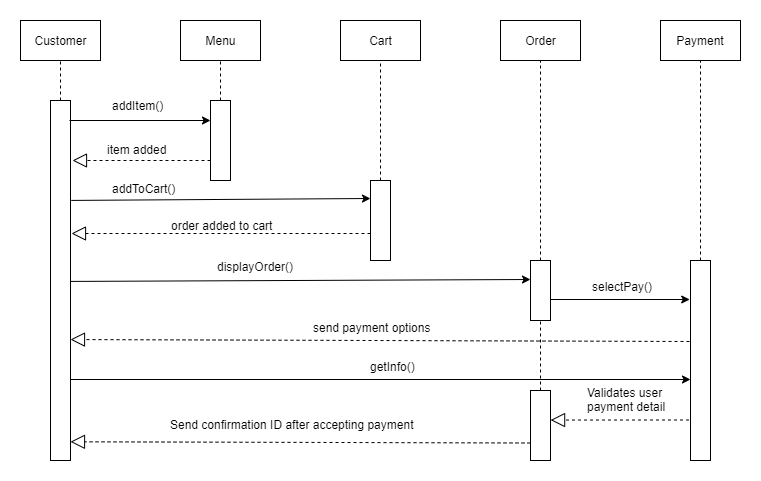 Customer
Menu
Cart
Order
Payment
addItem()
item added
addToCart()
order added to cart
displayOrder()
selectPay()
send payment options
getInfo()
Validates user
payment detail
Send confirmation ID after accepting payment